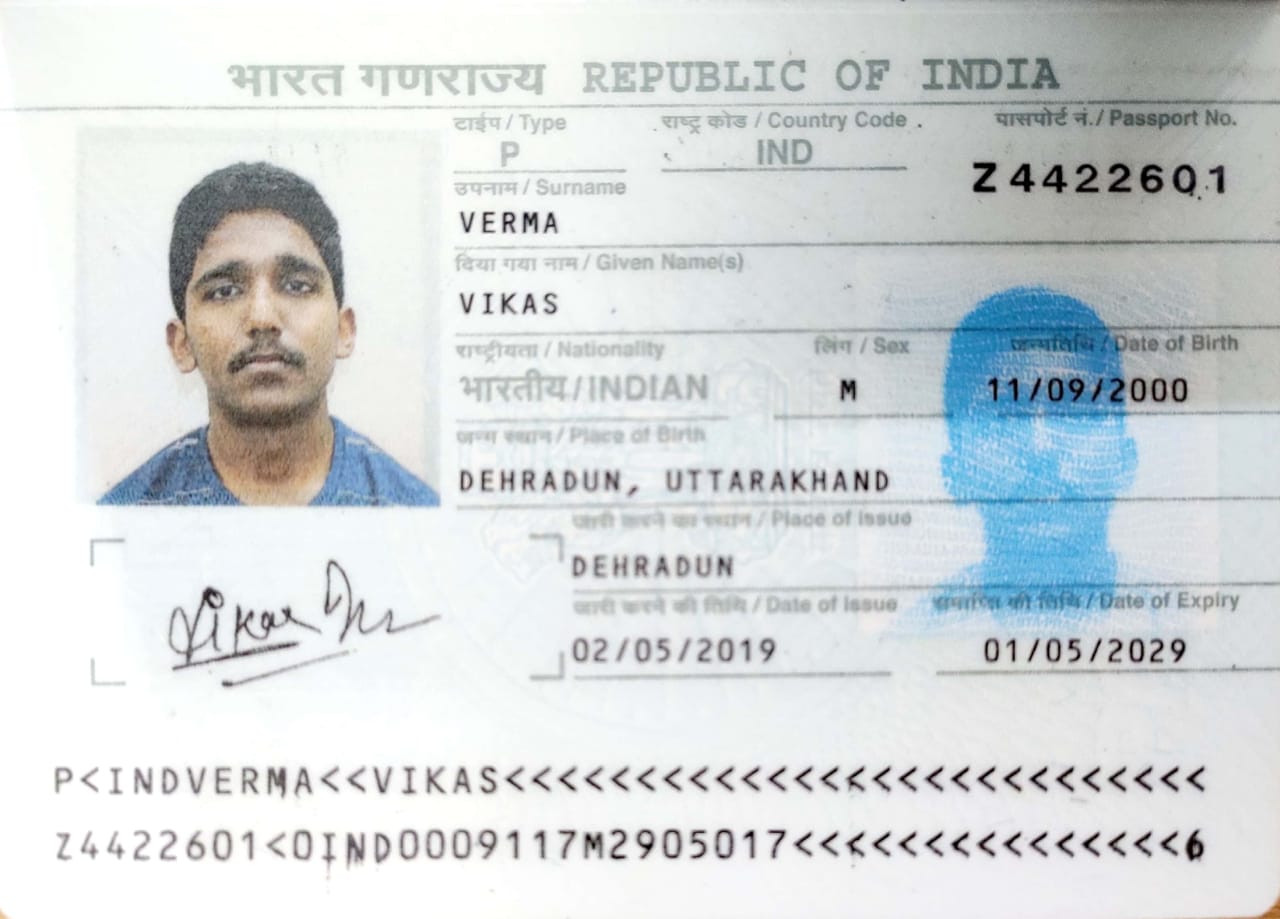 भारत गणराज्य REPUBLIC OF INDIA
टाईप / Type राष्ट्र कोड / Country Code पासपोर्ट नं./ Passport No.
P IND Z4422601
उपनाम / Surname
VERMA
दिया गया नाम / Given Name(s)
VIKAS
राष्ट्रीयता / Nationality लिंग / Sex जन्मतिथि / Date of Birth
भारतीय/INDIAN M 11/09/2000
जन्म स्थान / Place of Birth
DEHRADUN, UTTARAKHAND
जारी करने का स्थान / Place of Issue
DEHRADUN
जारी करने की तिथि / Date of Issue समाप्ति की तिथि / Date of Expiry
02/05/2019 01/05/2029
Vikas
P<INDVERMA<<VIKAS<<<<<<<<<<<<<<<<<<<<<<<<<<<
Z4422601<0IND0009117M2905017<<<<<<<<<<<<<<<6